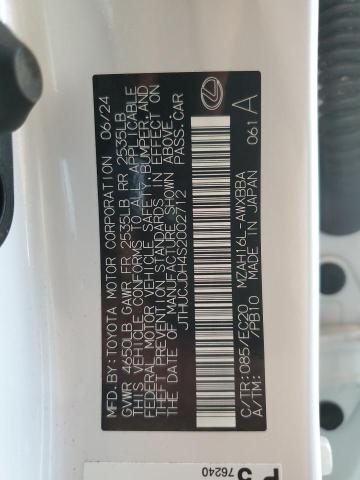 MFD. BY: TOYOTA MOTOR CORPORATION 06/24
GVWR 4650LB GAWR FR 2535LB RR 2535LB
THIS VEHICLE CONFORMS TO ALL APPLICABLE
FEDERAL MOTOR VEHICLE SAFETY, BUMPER, AND
THEFT PREVENTION STANDARDS IN EFFECT ON
THE DATE OF MANUFACTURE SHOWN ABOVE.
JTHUCJDH4S2002712 PASS. CAR
C/TR:085/EC20 MZAH16L-AWXBBA
A/TM: /PB10 MADE IN JAPAN 061 A
76240